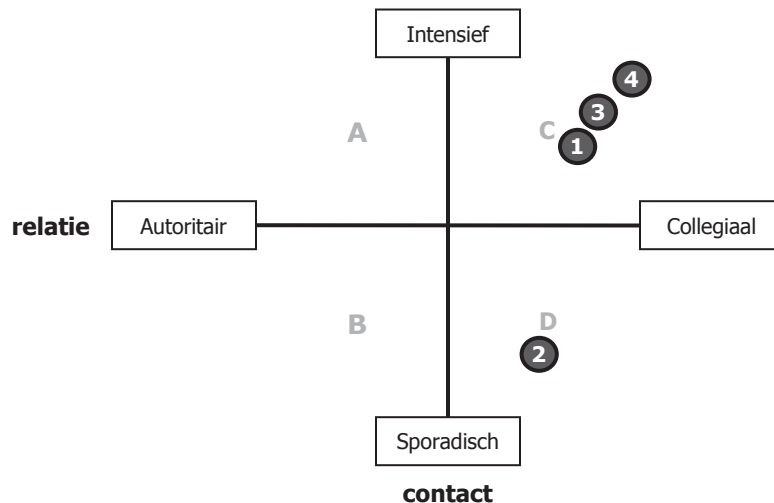 Intensief
4
3
A
C
1
relatie
Autoritair
Collegiaal
B
D
2
Sporadisch
contact